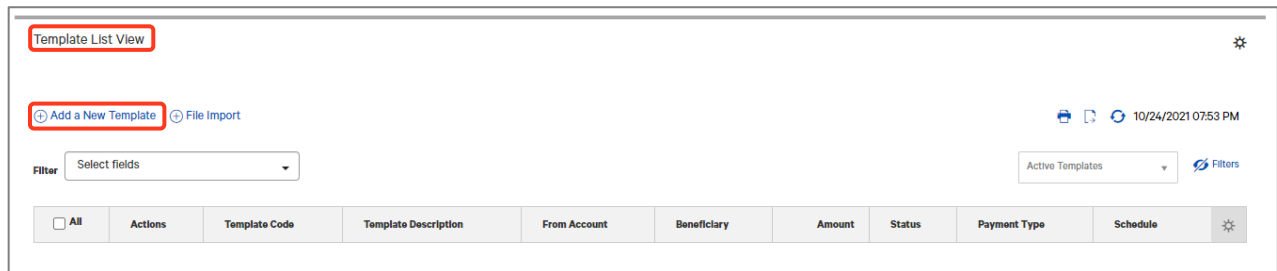 Template List View
Add a New Template File Import 10/24/2021 07:53 PM
Filter Select fields Active Templates Filters
All Actions Template Code Template Description From Account Beneficiary Amount Status Payment Type Schedule